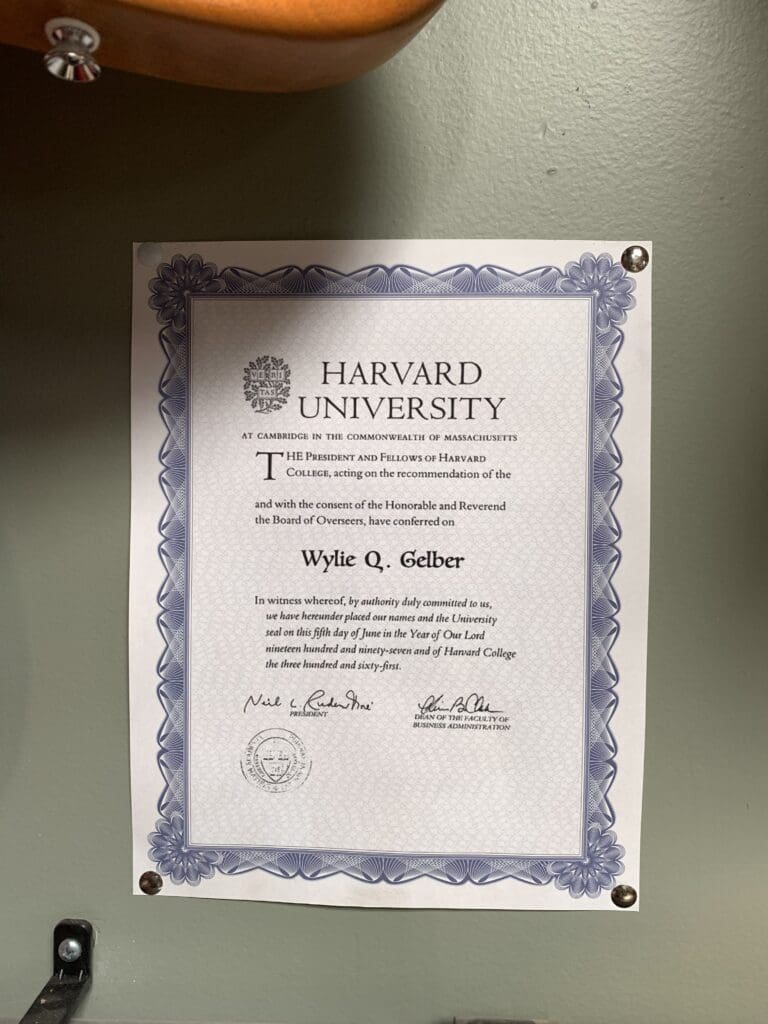 VERI
TAS
HARVARD
UNIVERSITY
AT CAMBRIDGE IN THE COMMONWEALTH OF MASSACHUSETTS
THE PRESIDENT AND FELLOWS OF HARVARD
COLLEGE, acting on the recommendation of the
and with the consent of the Honorable and Reverend
the Board of Overseers, have conferred on
Wylie Q. Gelber
In witness whereof, by authority duly committed to us,
we have hereunder placed our names and the University
seal on this fifth day of June in the Year of Our Lord
nineteen hundred and ninety-seven and of Harvard College
the three hundred and sixty-first.
Neil L. Rudenstine
PRESIDENT
DEAN OF THE FACULTY OF
BUSINESS ADMINISTRATION